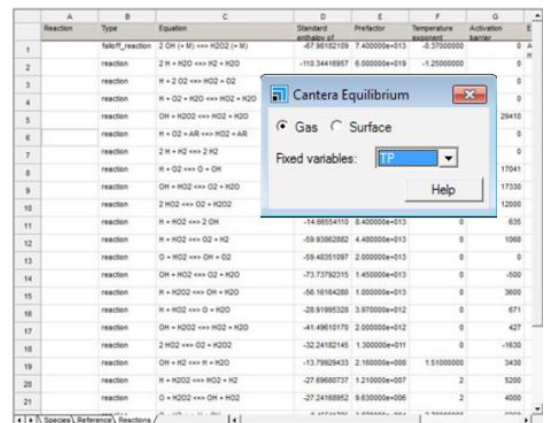 A B C D E F G
Reaction Type Equation Standard enthalpy of Prefactor Temperature exponent Activation barrier E
1 falloff_reaction 2 OH (+ M) <=> H2O2 (+ M) -67.90182109 7.400000e+013 -0.37000000 0 A
2 reaction 2 H + H2O <=> H2 + H2O -110.34416957 6.000000e+019 -1.25000000 0
3 reaction H + 2 O2 <=> HO2 + O2 0
4 reaction H + O2 + H2O <=> HO2 + H2O 0
5 reaction OH + H2O2 <=> HO2 + H2O 29410
6 reaction H + O2 + AR <=> HO2 + AR 0
7 reaction 2 H + H2 <=> 2 H2 0
8 reaction H + O2 <=> O + OH 17041
9 reaction OH + HO2 <=> O2 + H2O 17330
10 reaction 2 HO2 <=> O2 + H2O2 12000
11 reaction H + HO2 <=> 2 OH -14.66554110 8.400000e+013 0 635
12 reaction H + HO2 <=> O2 + H2 -59.93862882 4.480000e+013 0 1068
13 reaction O + HO2 <=> OH + O2 -59.48351097 2.000000e+013 0 0
14 reaction OH + HO2 <=> O2 + H2O -73.73792315 1.450000e+013 0 -500
15 reaction H + H2O2 <=> OH + H2O -56.16164280 1.000000e+013 0 3600
16 reaction H + HO2 <=> O + H2O -28.91995328 3.970000e+012 0 671
17 reaction OH + H2O2 <=> HO2 + H2O -41.49610170 2.000000e+012 0 427
18 reaction 2 HO2 <=> O2 + H2O2 -32.24182145 1.300000e+011 0 -1630
19 reaction OH + H2 <=> H + H2O -13.79829433 2.160000e+008 1.51000000 3430
20 reaction H + H2O2 <=> HO2 + H2 -27.69680737 1.210000e+007 2 5200
21 reaction O + H2O2 <=> OH + HO2 -27.24168952 9.630000e+006 2 4000
Species Reference Reactions
Cantera Equilibrium
Gas Surface
Fixed variables: TP
Help